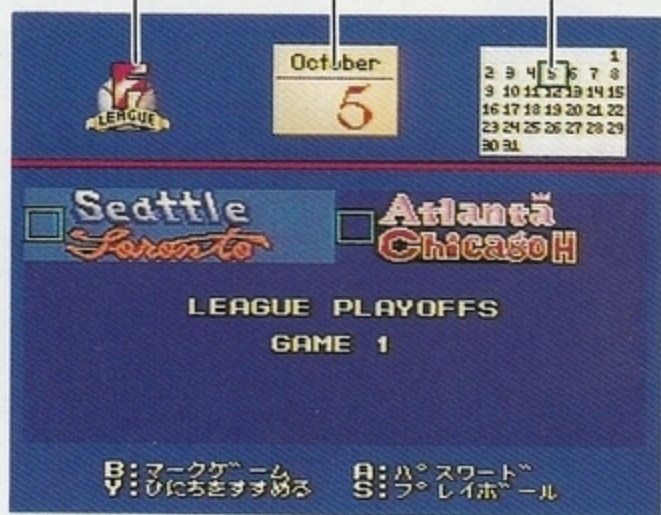 F
LEAGUE
October
5
1
2 3 4 5 6 7 8
9 10 11 12 13 14 15
16 17 18 19 20 21 22
23 24 25 26 27 28 29
30 31
Seattle
Toronto
Atlanta
Chicago H
LEAGUE PLAYOFFS
GAME 1
B:マークゲーム
A:パスワード
Y:ひにちをすすめる
S:プレイボール